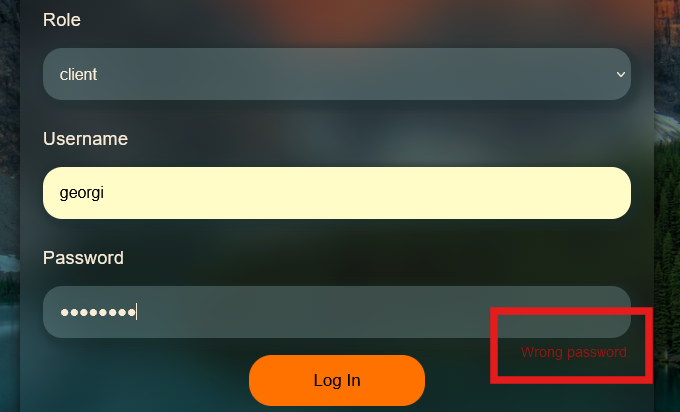 Role
client
Username
georgi
Password
••••••••
Wrong password.
Log In